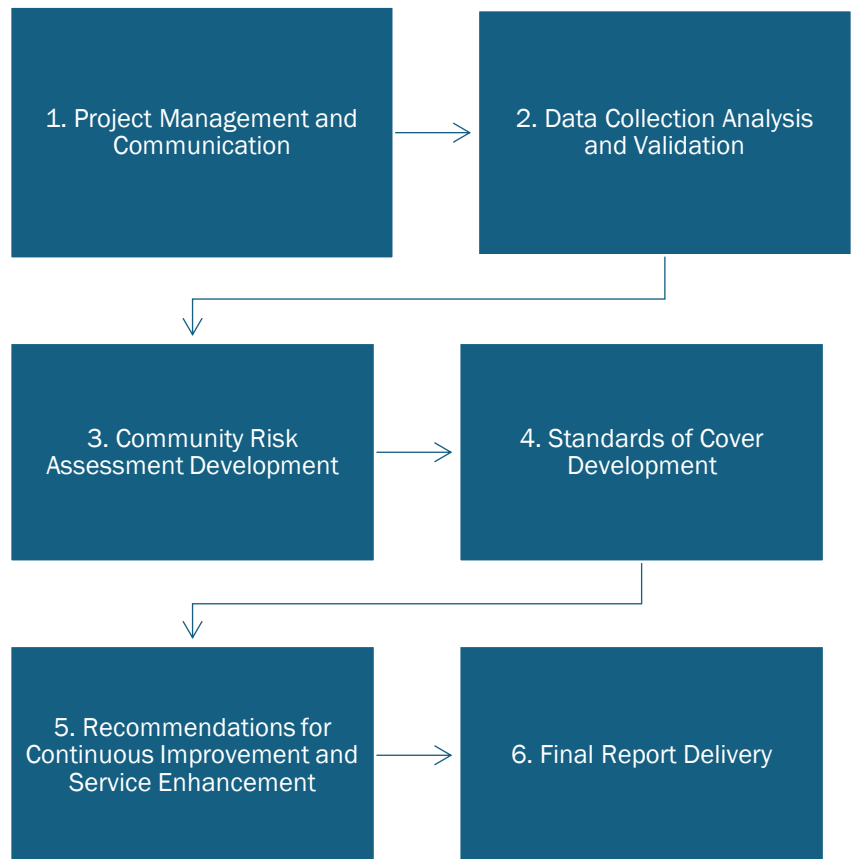 1. Project Management and
Communication
2. Data Collection Analysis
and Validation
3. Community Risk
Assessment Development
4. Standards of Cover
Development
5. Recommendations for
Continuous Improvement and
Service Enhancement
6. Final Report Delivery